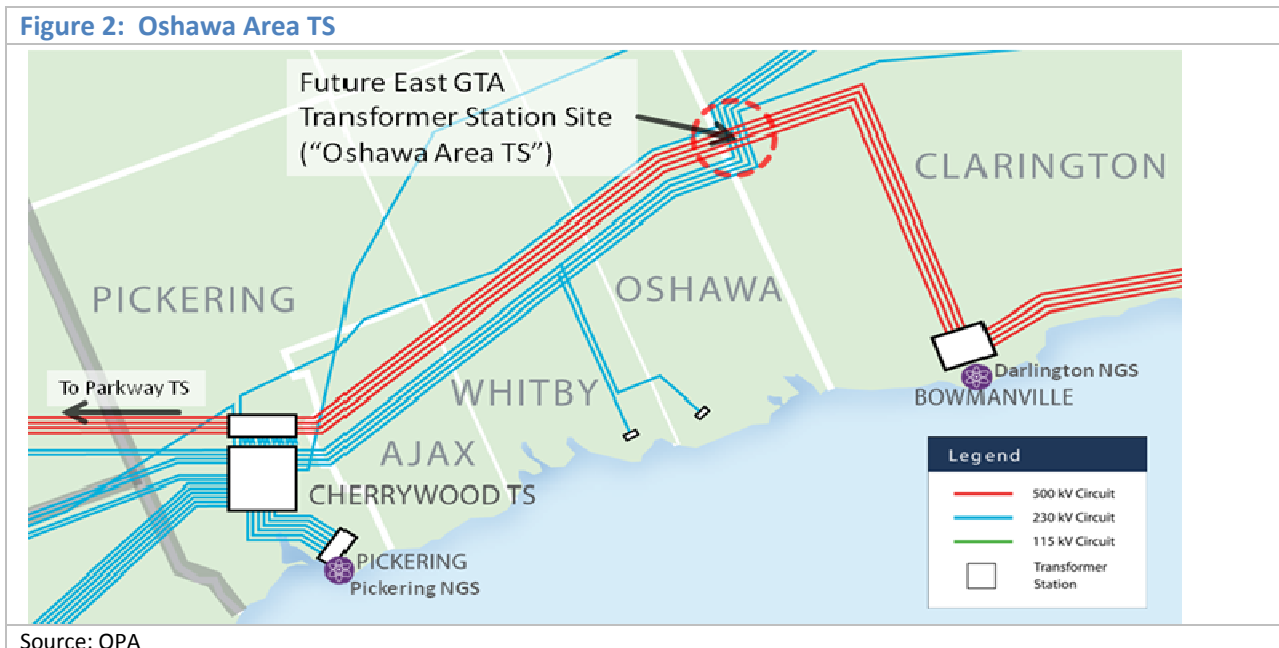 Figure 2:  Oshawa Area TS
Future East GTA
Transformer Station Site
(“Oshawa Area TS”)
CLARINGTON
PICKERING
OSHAWA
To Parkway TS
WHITBY
Darlington NGS
BOWMANVILLE
AJAX
CHERRYWOOD TS
Legend
500 kV Circuit
230 kV Circuit
115 kV Circuit
Transformer
Station
PICKERING
Pickering NGS
Source: OPA